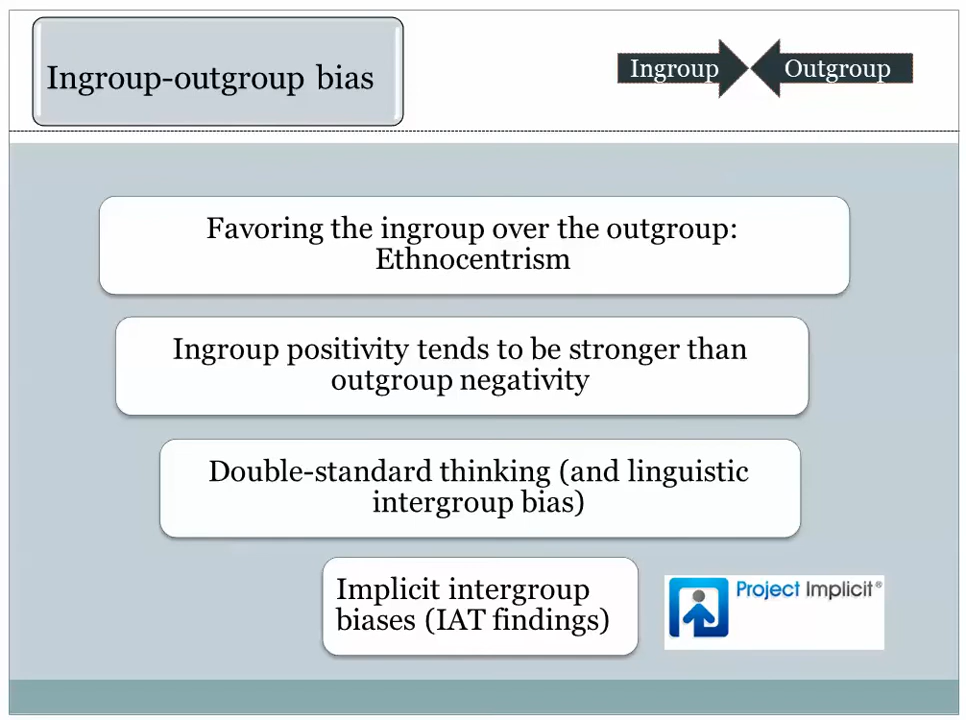 Ingroup-outgroup bias
Ingroup
Outgroup
Favoring the ingroup over the outgroup:
Ethnocentrism
Ingroup positivity tends to be stronger than
outgroup negativity
Double-standard thinking (and linguistic
intergroup bias)
Implicit intergroup
biases (IAT findings)
Project Implicit®